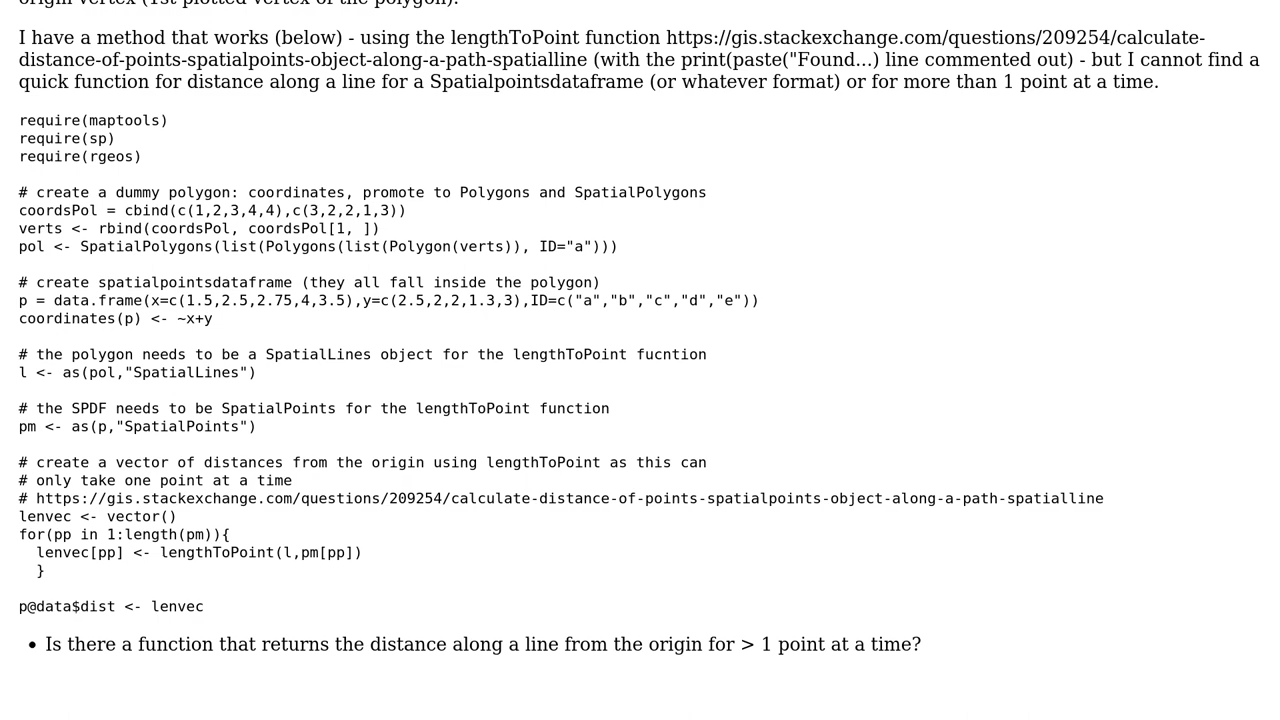 origin vertex (1st plotted vertex of the polygon).
I have a method that works (below) - using the lengthToPoint function https://gis.stackexchange.com/questions/209254/calculate-
distance-of-points-spatialpoints-object-along-a-path-spatialline (with the print(paste("Found...) line commented out) - but I cannot find a
quick function for distance along a line for a Spatialpointsdataframe (or whatever format) or for more than 1 point at a time.
require(maptools)
require(sp)
require(rgeos)
# create a dummy polygon: coordinates, promote to Polygons and SpatialPolygons
coordsPol = cbind(c(1,2,3,4,4),c(3,2,2,1,3))
verts <- rbind(coordsPol, coordsPol[1, ])
pol <- SpatialPolygons(list(Polygons(list(Polygon(verts)), ID="a")))
# create spatialpointsdataframe (they all fall inside the polygon)
p = data.frame(x=c(1.5,2.5,2.75,4,3.5),y=c(2.5,2,2,1.3,3),ID=c("a","b","c","d","e"))
coordinates(p) <- ~x+y
# the polygon needs to be a SpatialLines object for the lengthToPoint fucntion
l <- as(pol,"SpatialLines")
# the SPDF needs to be SpatialPoints for the lengthToPoint function
pm <- as(p,"SpatialPoints")
# create a vector of distances from the origin using lengthToPoint as this can
# only take one point at a time
# https://gis.stackexchange.com/questions/209254/calculate-distance-of-points-spatialpoints-object-along-a-path-spatialline
lenvec <- vector()
for(pp in 1:length(pm)){
  lenvec[pp] <- lengthToPoint(l,pm[pp])
  }
p@data$dist <- lenvec
• Is there a function that returns the distance along a line from the origin for > 1 point at a time?